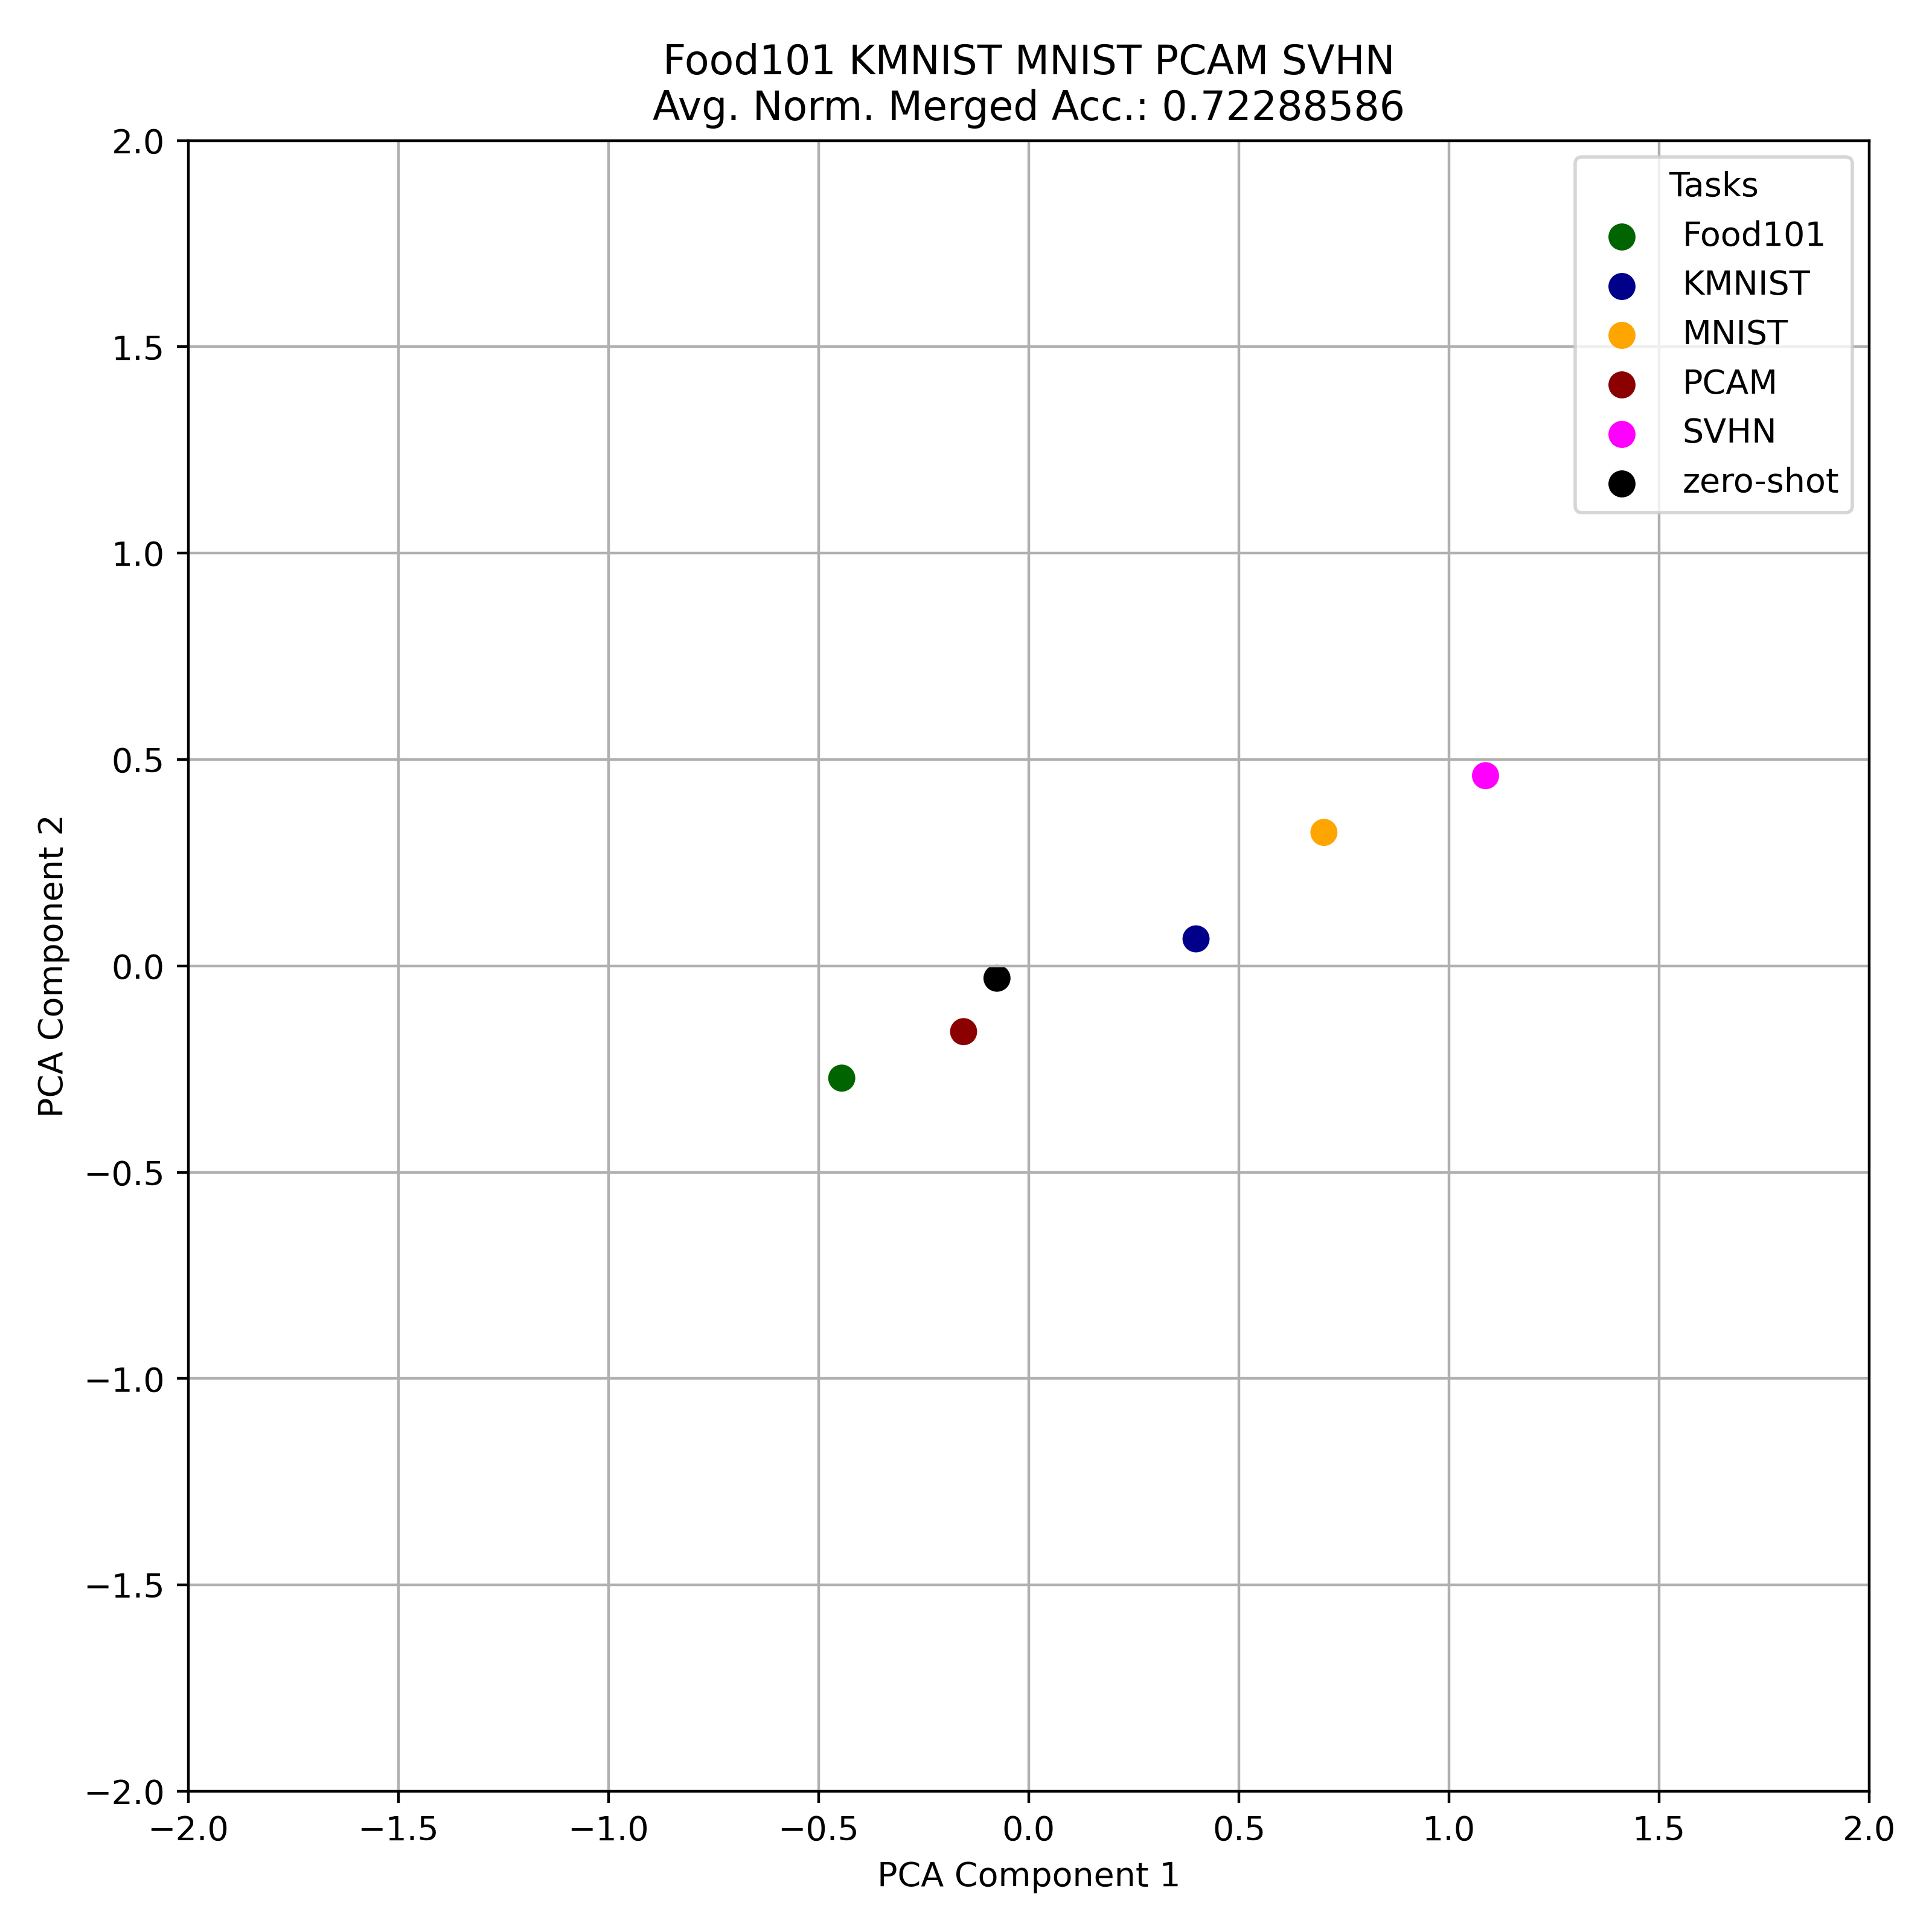 Food101 KMNIST MNIST PCAM SVHN
Avg. Norm. Merged Acc.: 0.72288586
Tasks
Food101
KMNIST
MNIST
PCAM
SVHN
zero-shot
2.0
1.5
1.0
0.5
0.0
−0.5
−1.0
−1.5
−2.0
PCA Component 2
−2.0 −1.5 −1.0 −0.5 0.0 0.5 1.0 1.5 2.0
PCA Component 1